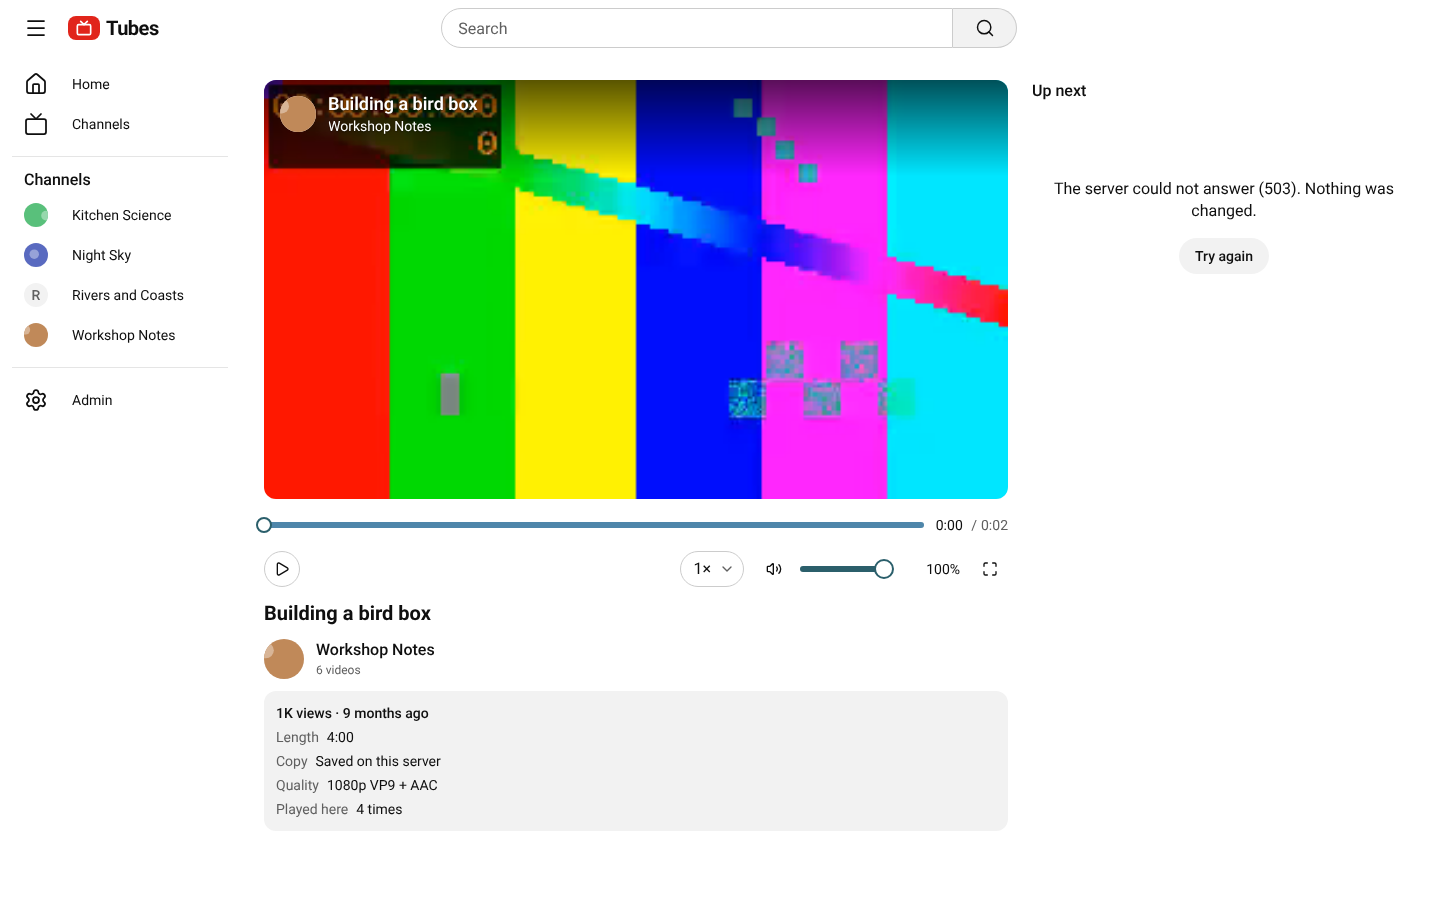 Tubes
Search
Home
Channels
Channels
Kitchen Science
Night Sky
R
Rivers and Coasts
Workshop Notes
Admin
Building a bird box
Workshop Notes
0
0:00 / 0:02
1×
100%
Building a bird box
Workshop Notes
6 videos
1K views · 9 months ago
Length 4:00
Copy Saved on this server
Quality 1080p VP9 + AAC
Played here 4 times
Up next
The server could not answer (503). Nothing was
changed.
Try again